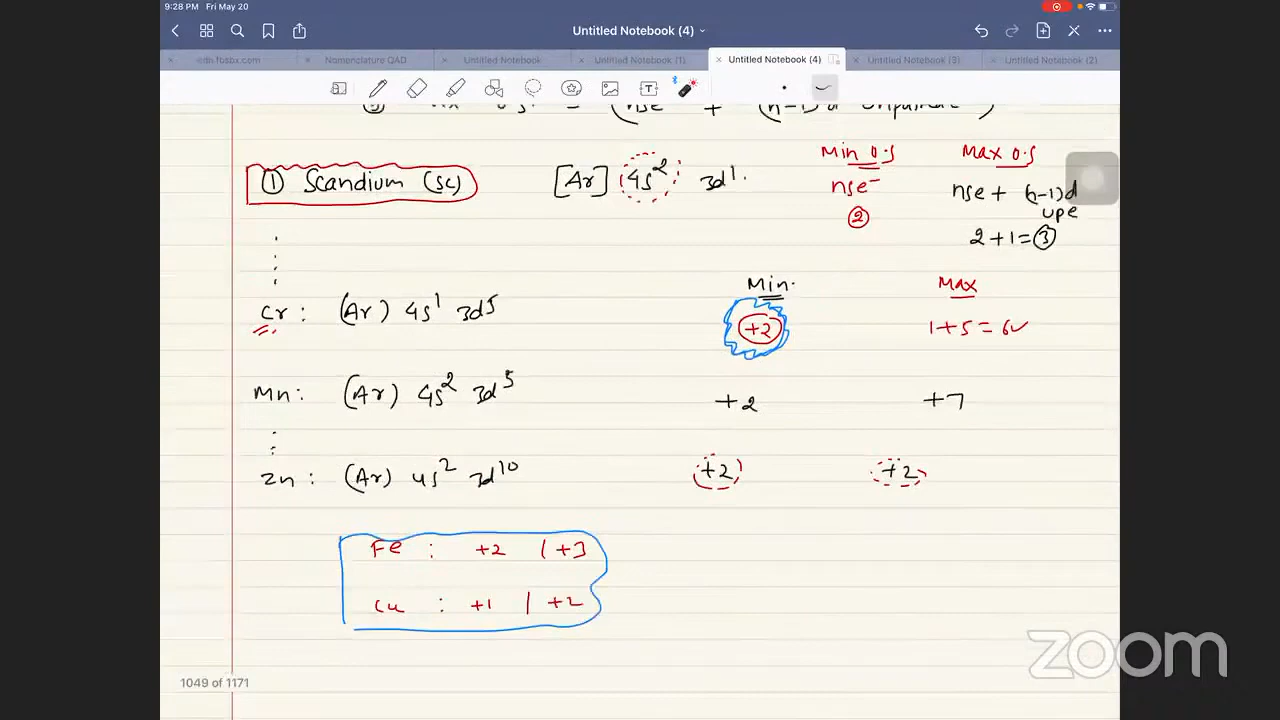 9:28 PM Fri May 20
Untitled Notebook (4)
Nomenclature QAD Untitled Notebook Untitled Notebook (1) Untitled Notebook (4) Untitled Notebook (3) Untitled Notebook (2)
Min O.S Max O.S
① Scandium (Sc) [Ar] 4s² 3d¹ nse⁻ nse + (n-1)d
upe
② 2+1=③
Min. Max
Cr : (Ar) 4s¹ 3d⁵ +2 1+5=6✓
Mn : (Ar) 4s² 3d⁵ +2 +7
Zn : (Ar) 4s² 3d¹⁰ +2 +2
Fe : +2 | +3
Cu : +1 | +2
zoom
1049 of 1171